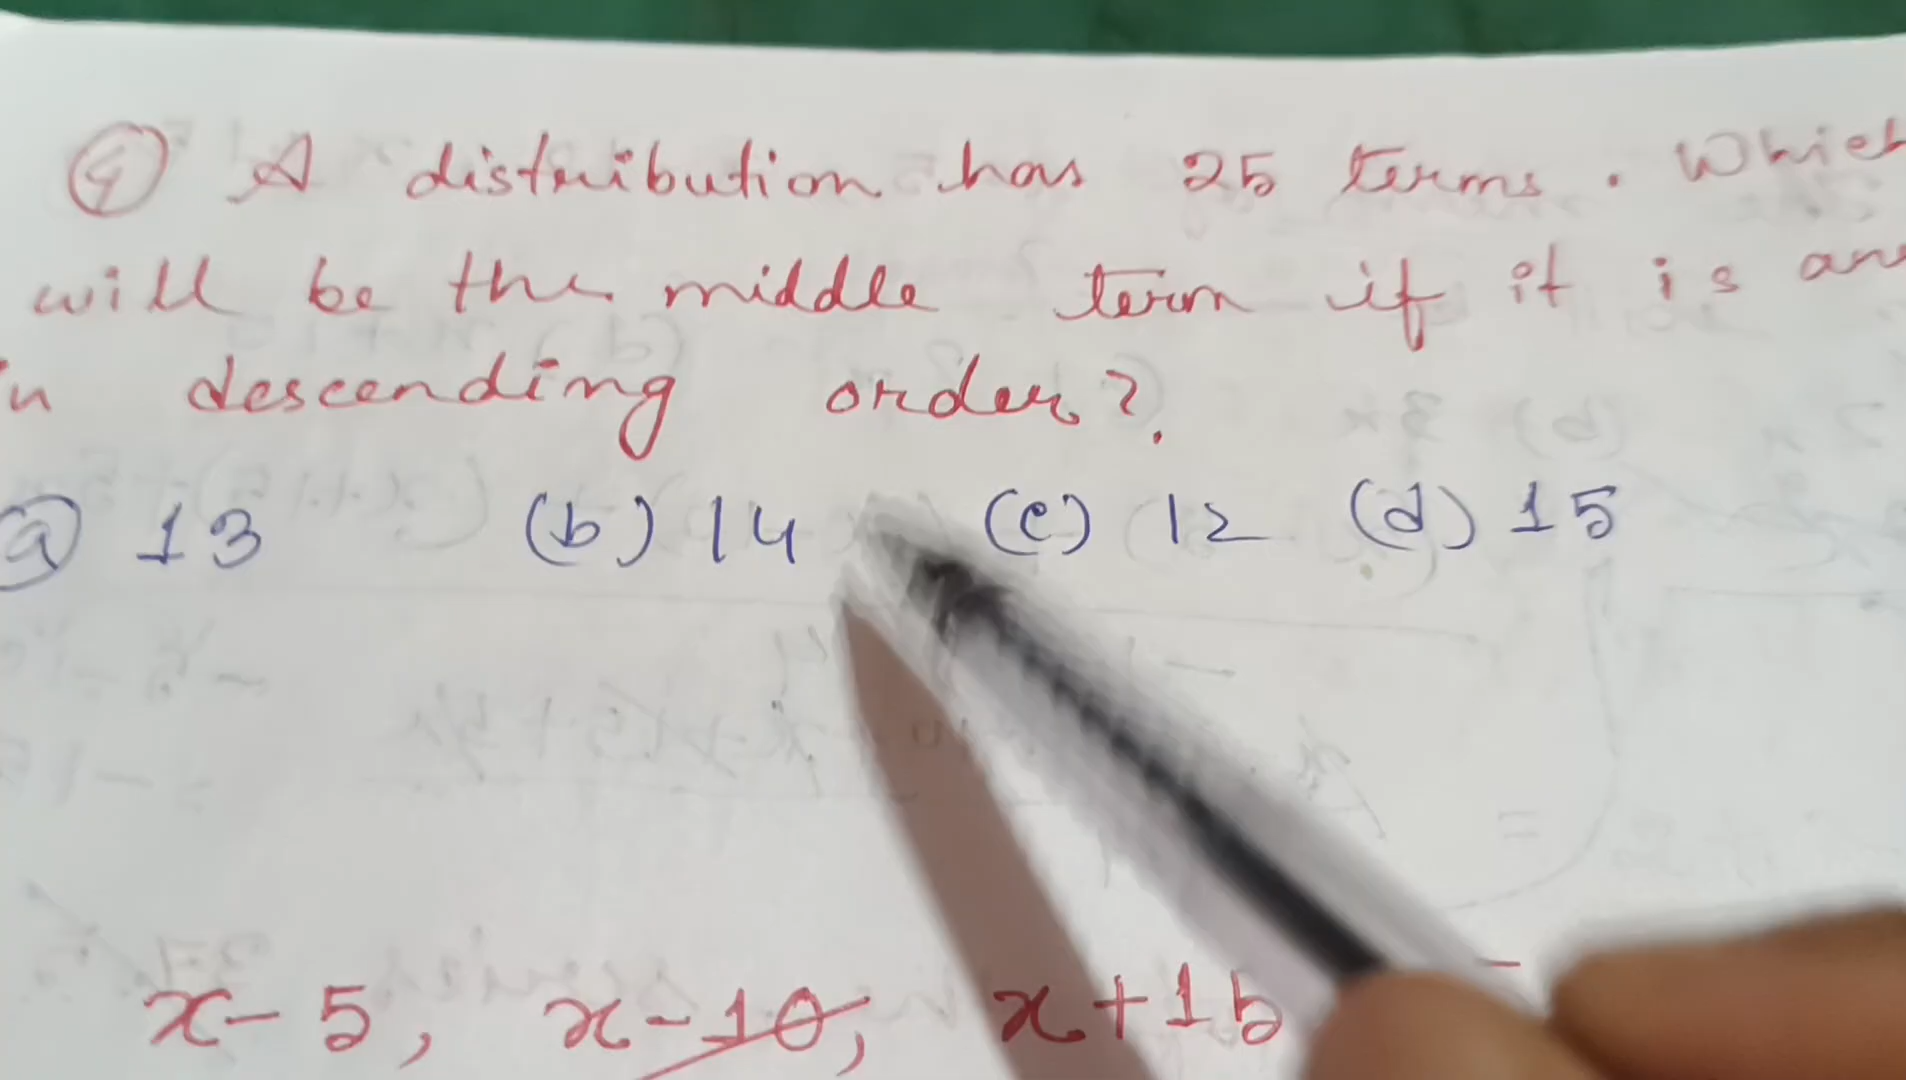 ④ A distribution has 25 terms. Which
will be the middle term if it is
in descending order?
ⓐ 13 (b) 14 (c) 12 (d) 15
x-5, x-10, x+15